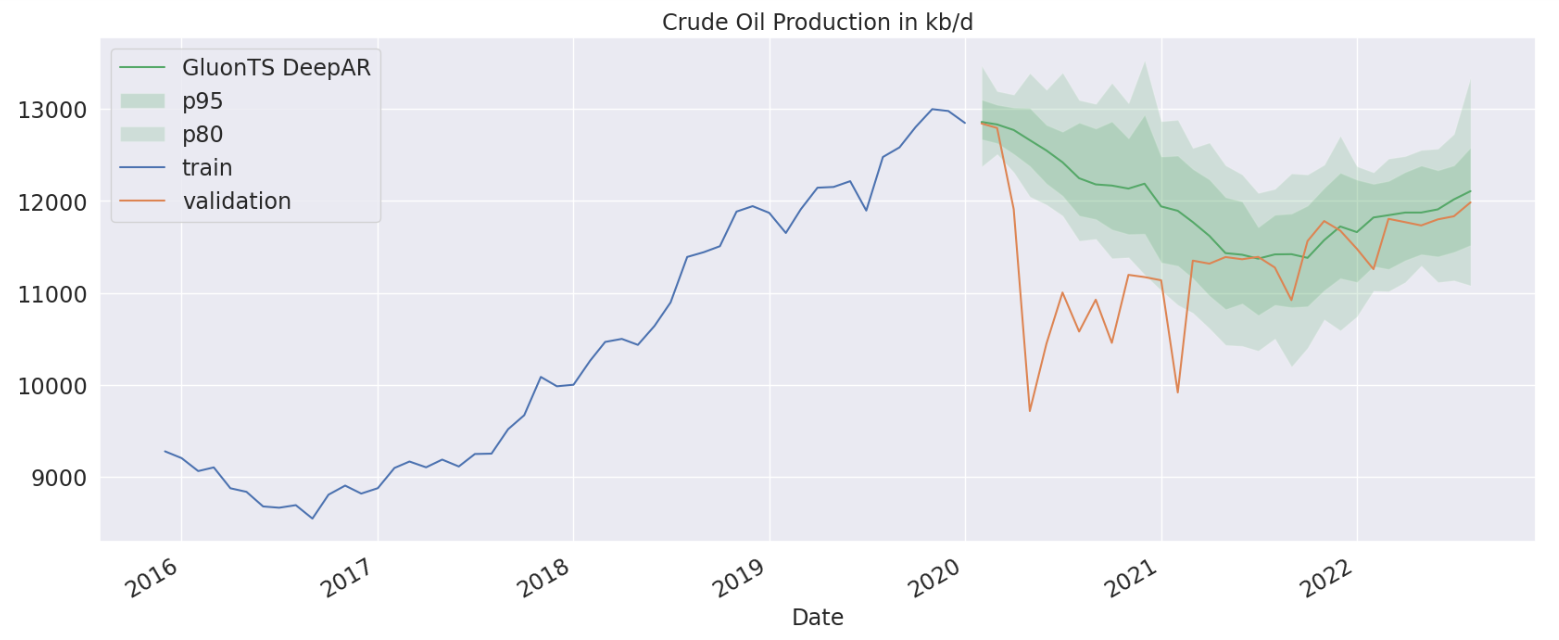 Crude Oil Production in kb/d
GluonTS DeepAR
p95
p80
train
validation
13000
12000
11000
10000
9000
2016
2017
2018
2019
2020
2021
2022
Date